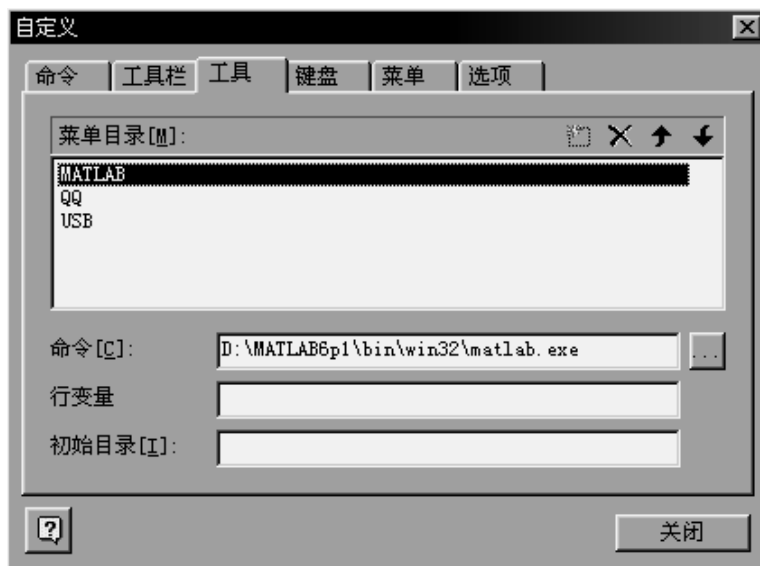 自定义
命令 工具栏 工具 键盘 菜单 选项
菜单目录[M]:
MATLAB
QQ
USB
命令[C]: D:\MATLAB6p1\bin\win32\matlab.exe ...
行变量
初始目录[I]:
关闭